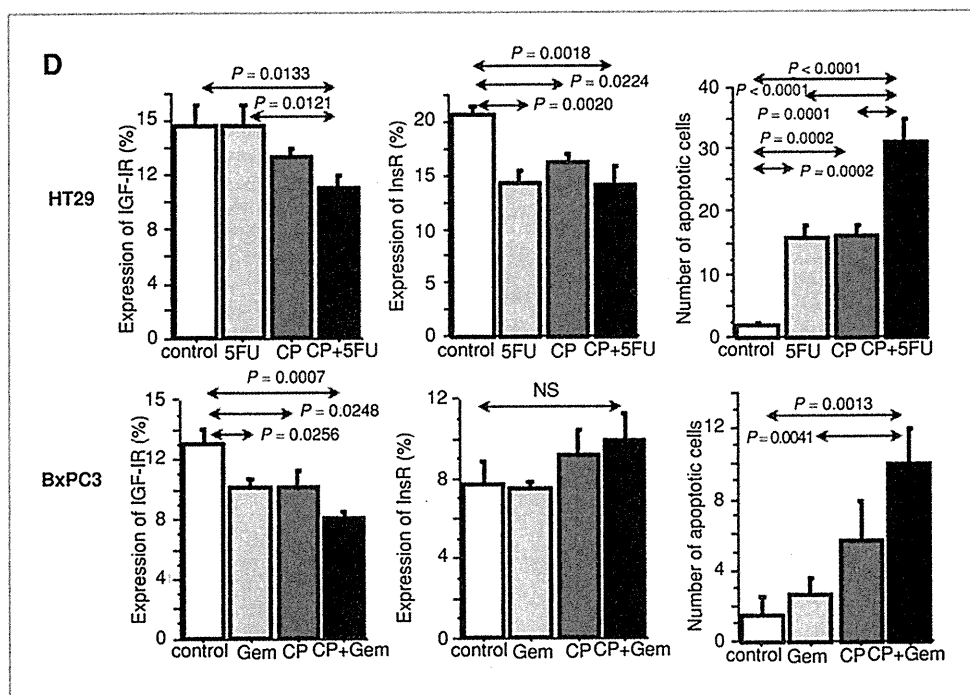 D
HT29
Expression of IGF-IR (%)
15
12
9
6
3
0
P = 0.0133
P = 0.0121
control 5FU CP CP+5FU
Expression of InsR (%)
20
15
10
5
0
P = 0.0018
P = 0.0224
P = 0.0020
control 5FU CP CP+5FU
Number of apoptotic cells
40
30
20
10
0
P < 0.0001
P < 0.0001
P = 0.0001
P = 0.0002
P = 0.0002
control 5FU CP CP+5FU
BxPC3
Expression of IGF-IR (%)
15
12
8
4
0
P = 0.0007
P = 0.0248
P = 0.0256
control Gem CP CP+Gem
Expression of InsR (%)
12
8
4
0
NS
control Gem CP CP+Gem
Number of apoptotic cells
12
8
4
0
P = 0.0013
P = 0.0041
control Gem CP CP+Gem